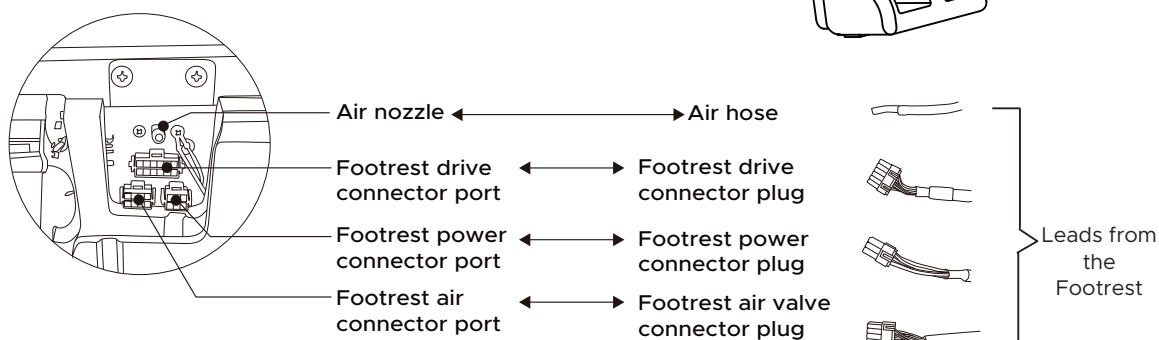 Air nozzle
Air hose
Footrest drive
connector port
Footrest drive
connector plug
Footrest power
connector port
Footrest power
connector plug
Footrest air
connector port
Footrest air valve
connector plug
Leads from
the
Footrest